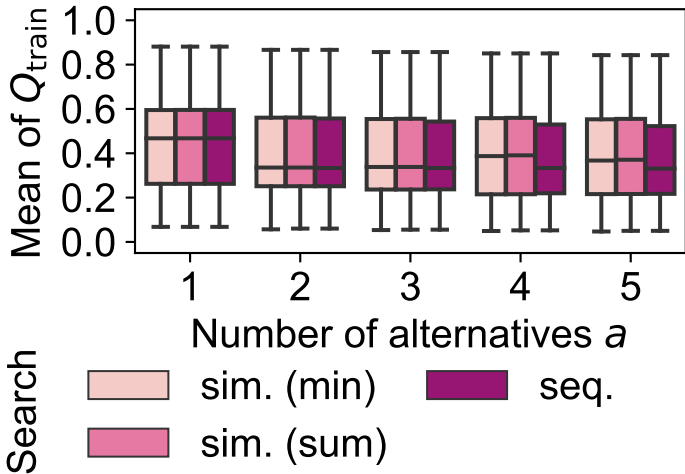 Mean of Q_train
1.0
0.8
0.6
0.4
0.2
0.0
1 2 3 4 5
Number of alternatives a
Search
sim. (min)
seq.
sim. (sum)